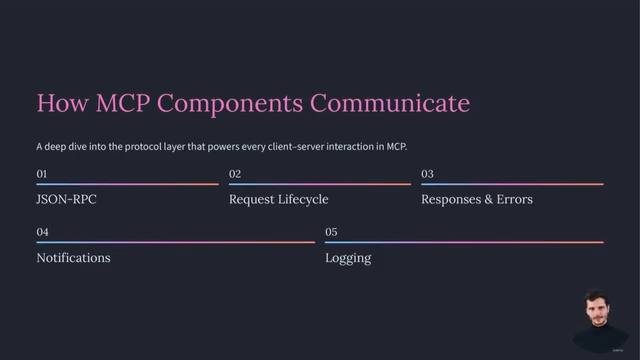 How MCP Components Communicate
A deep dive into the protocol layer that powers every client–server interaction in MCP.
01
JSON-RPC
02
Request Lifecycle
03
Responses & Errors
04
Notifications
05
Logging